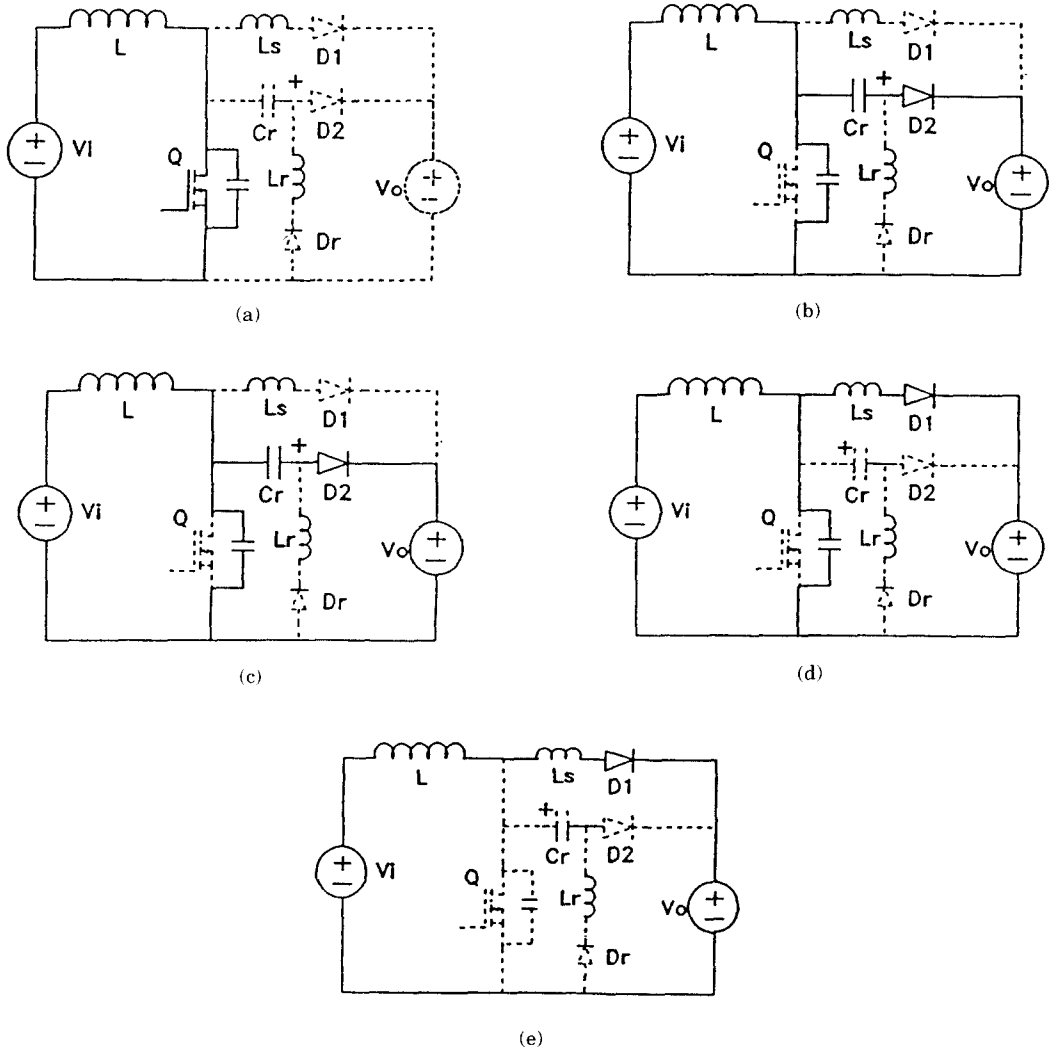 L
Ls
D1
+
Cr
D2
Vi
Q
Lr
Vo
Dr
(a)
L
Ls
D1
+
Cr
D2
Vi
Q
Lr
Vo
Dr
(b)
L
Ls
D1
+
Cr
D2
Vi
Q
Lr
Vo
Dr
(c)
L
Ls
D1
+
Cr
D2
Vi
Q
Lr
Vo
Dr
(d)
L
Ls
D1
+
Cr
D2
Vi
Q
Lr
Vo
Dr
(e)